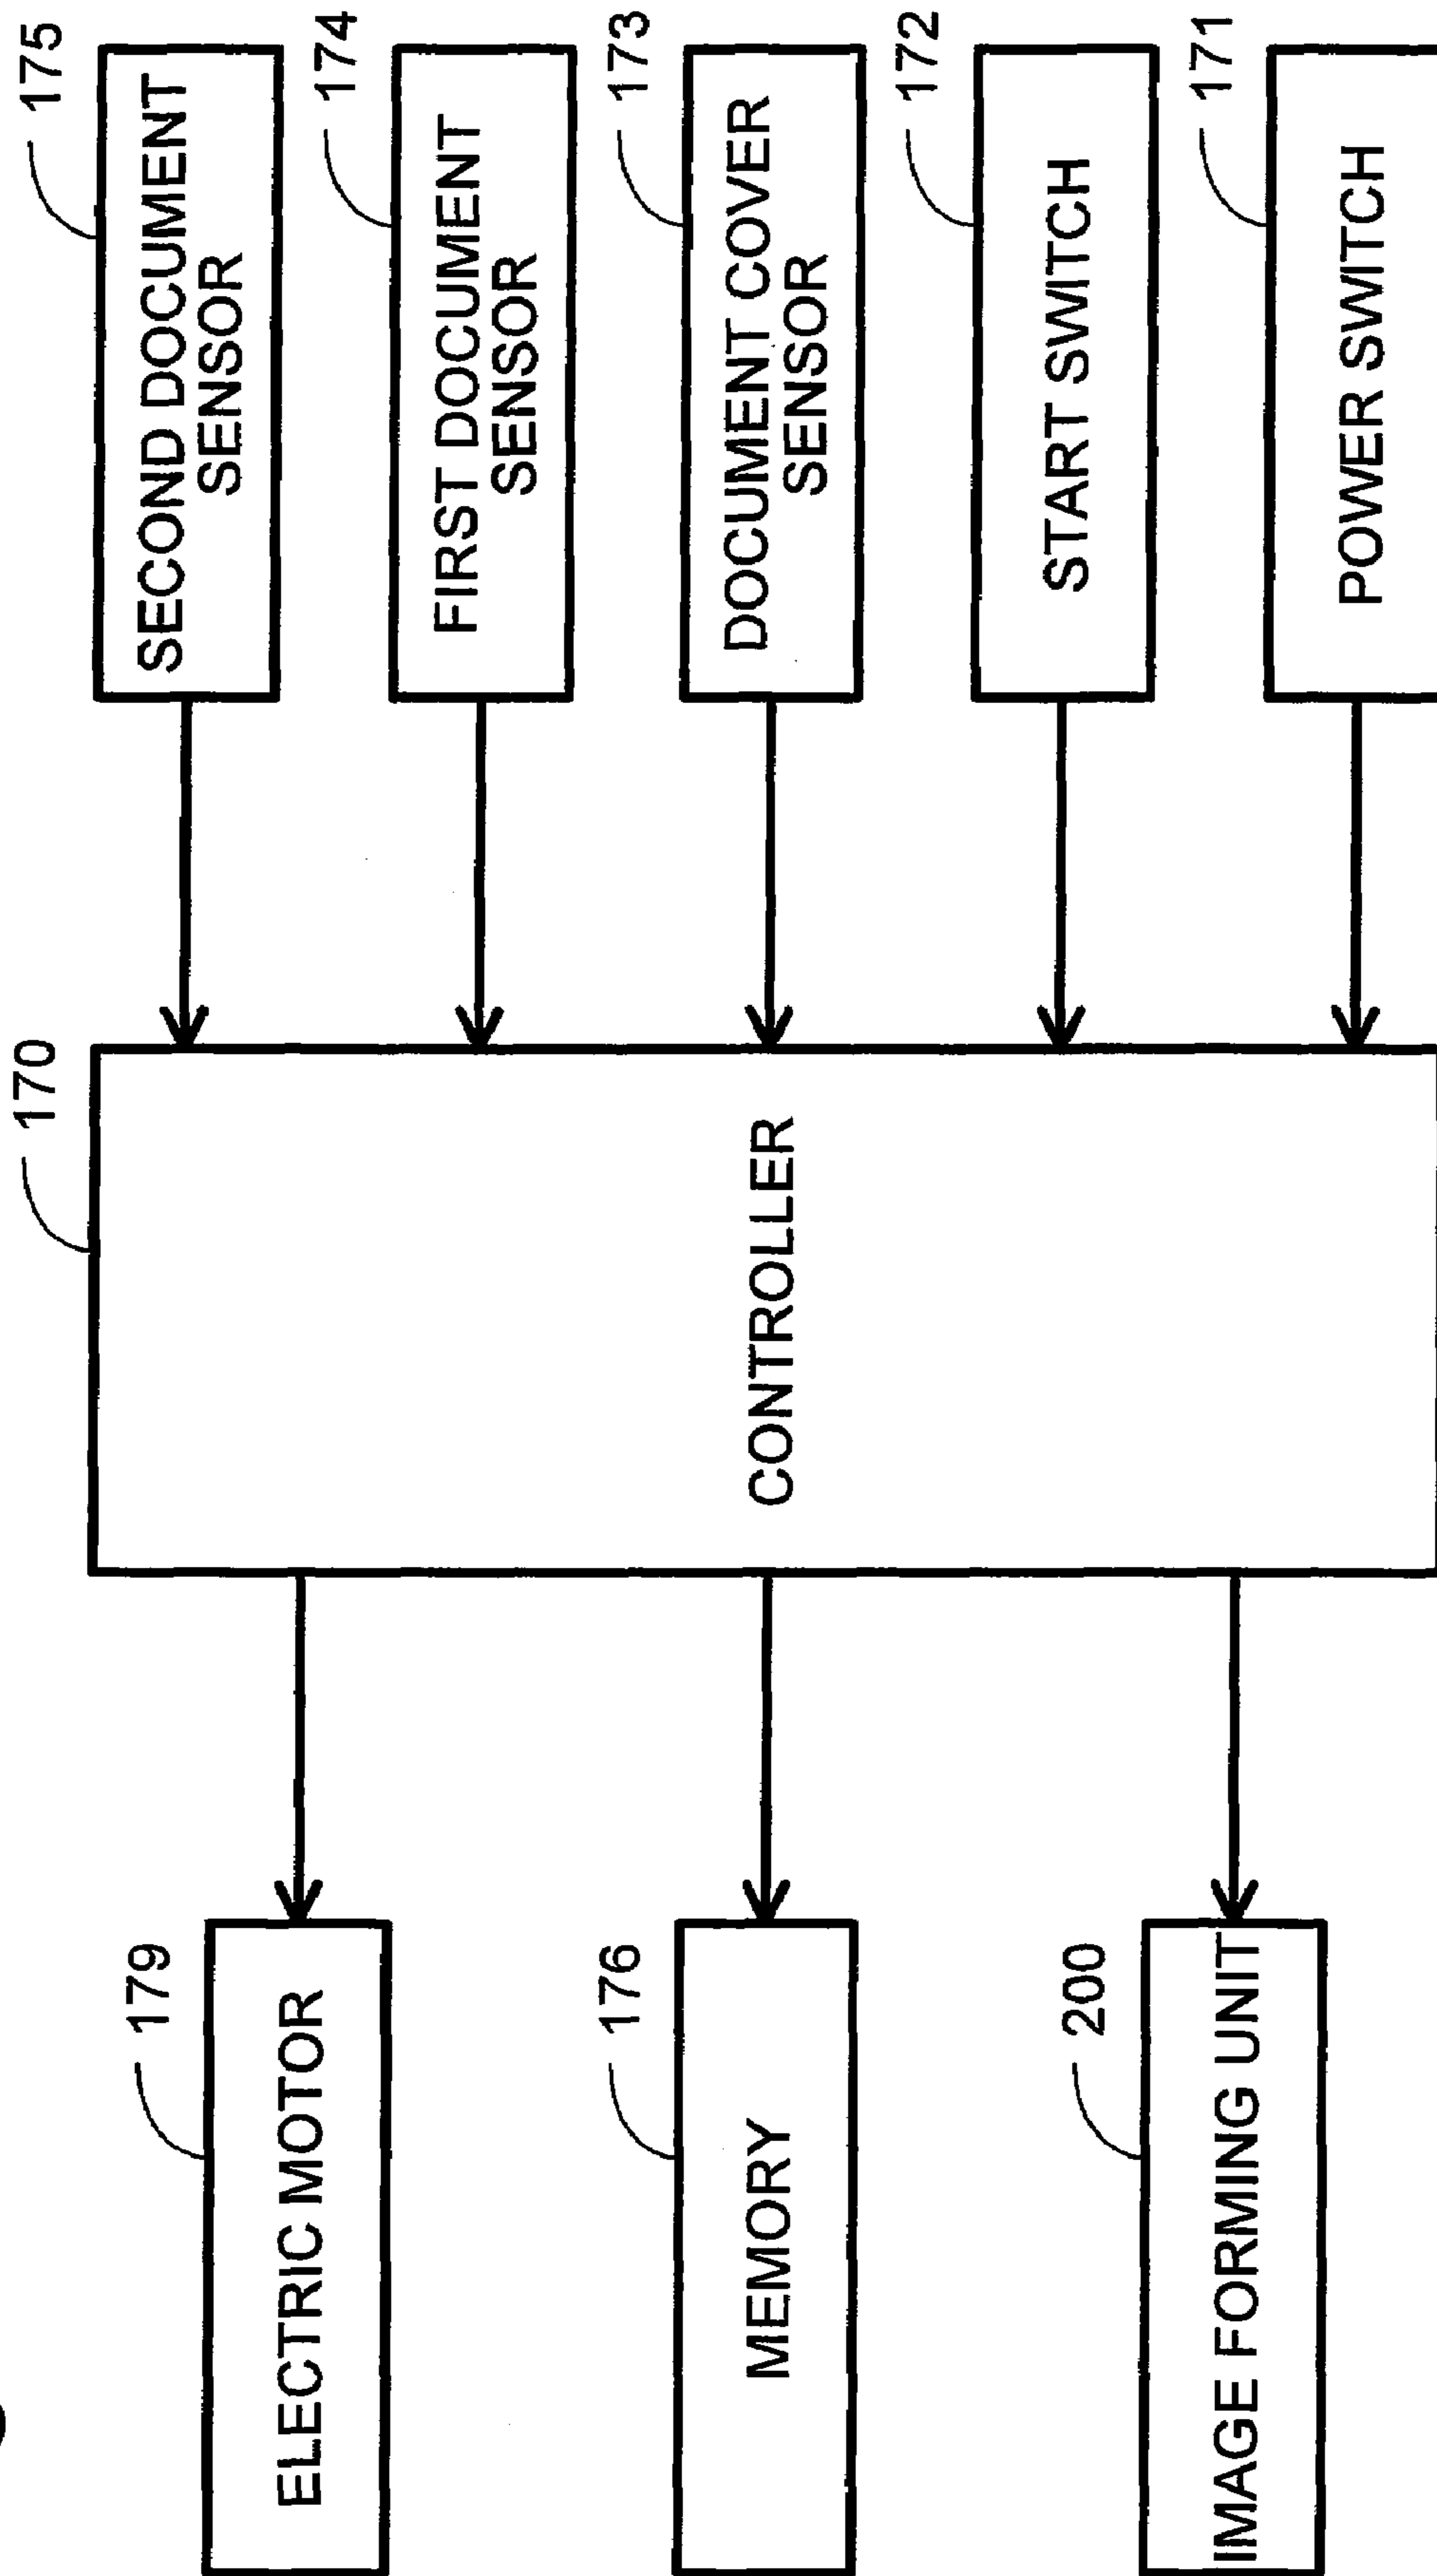 179
ELECTRIC MOTOR
176
MEMORY
200
IMAGE FORMING UNIT
170
CONTROLLER
175
SECOND DOCUMENT
SENSOR
174
FIRST DOCUMENT
SENSOR
173
DOCUMENT COVER
SENSOR
172
START SWITCH
171
POWER SWITCH